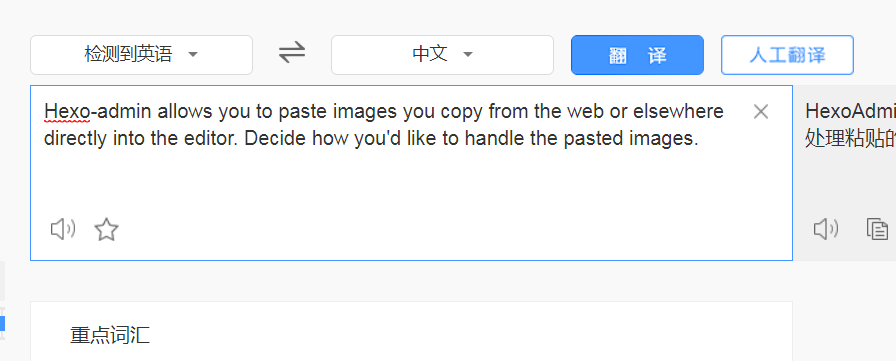 检测到英语 中文 翻 译 人工翻译
Hexo-admin allows you to paste images you copy from the web or elsewhere
directly into the editor. Decide how you'd like to handle the pasted images.
HexoAdmi
处理粘贴的
重点词汇